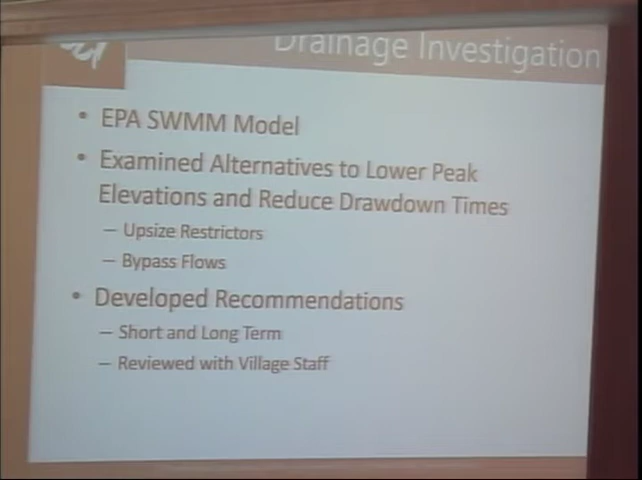 Drainage Investigation
• EPA SWMM Model
• Examined Alternatives to Lower Peak
Elevations and Reduce Drawdown Times
– Upsize Restrictors
– Bypass Flows
• Developed Recommendations
– Short and Long Term
– Reviewed with Village Staff